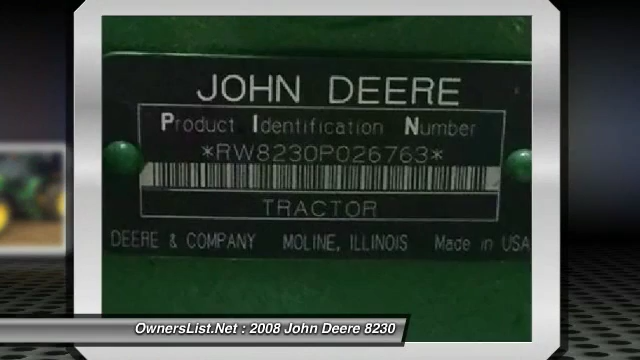 JOHN DEERE
Product Identification Number
*RW8230P026763*
TRACTOR
DEERE & COMPANY MOLINE, ILLINOIS Made in USA
OwnersList.Net : 2008 John Deere 8230